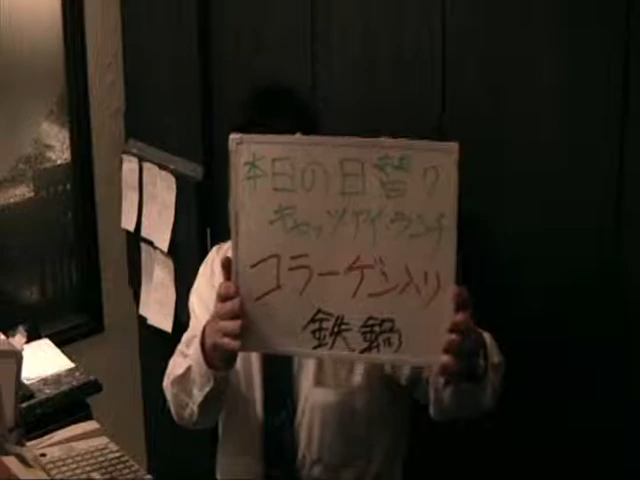 本日の日替り
キャッツアイ・ランチ
コラーゲン入り
鉄鍋